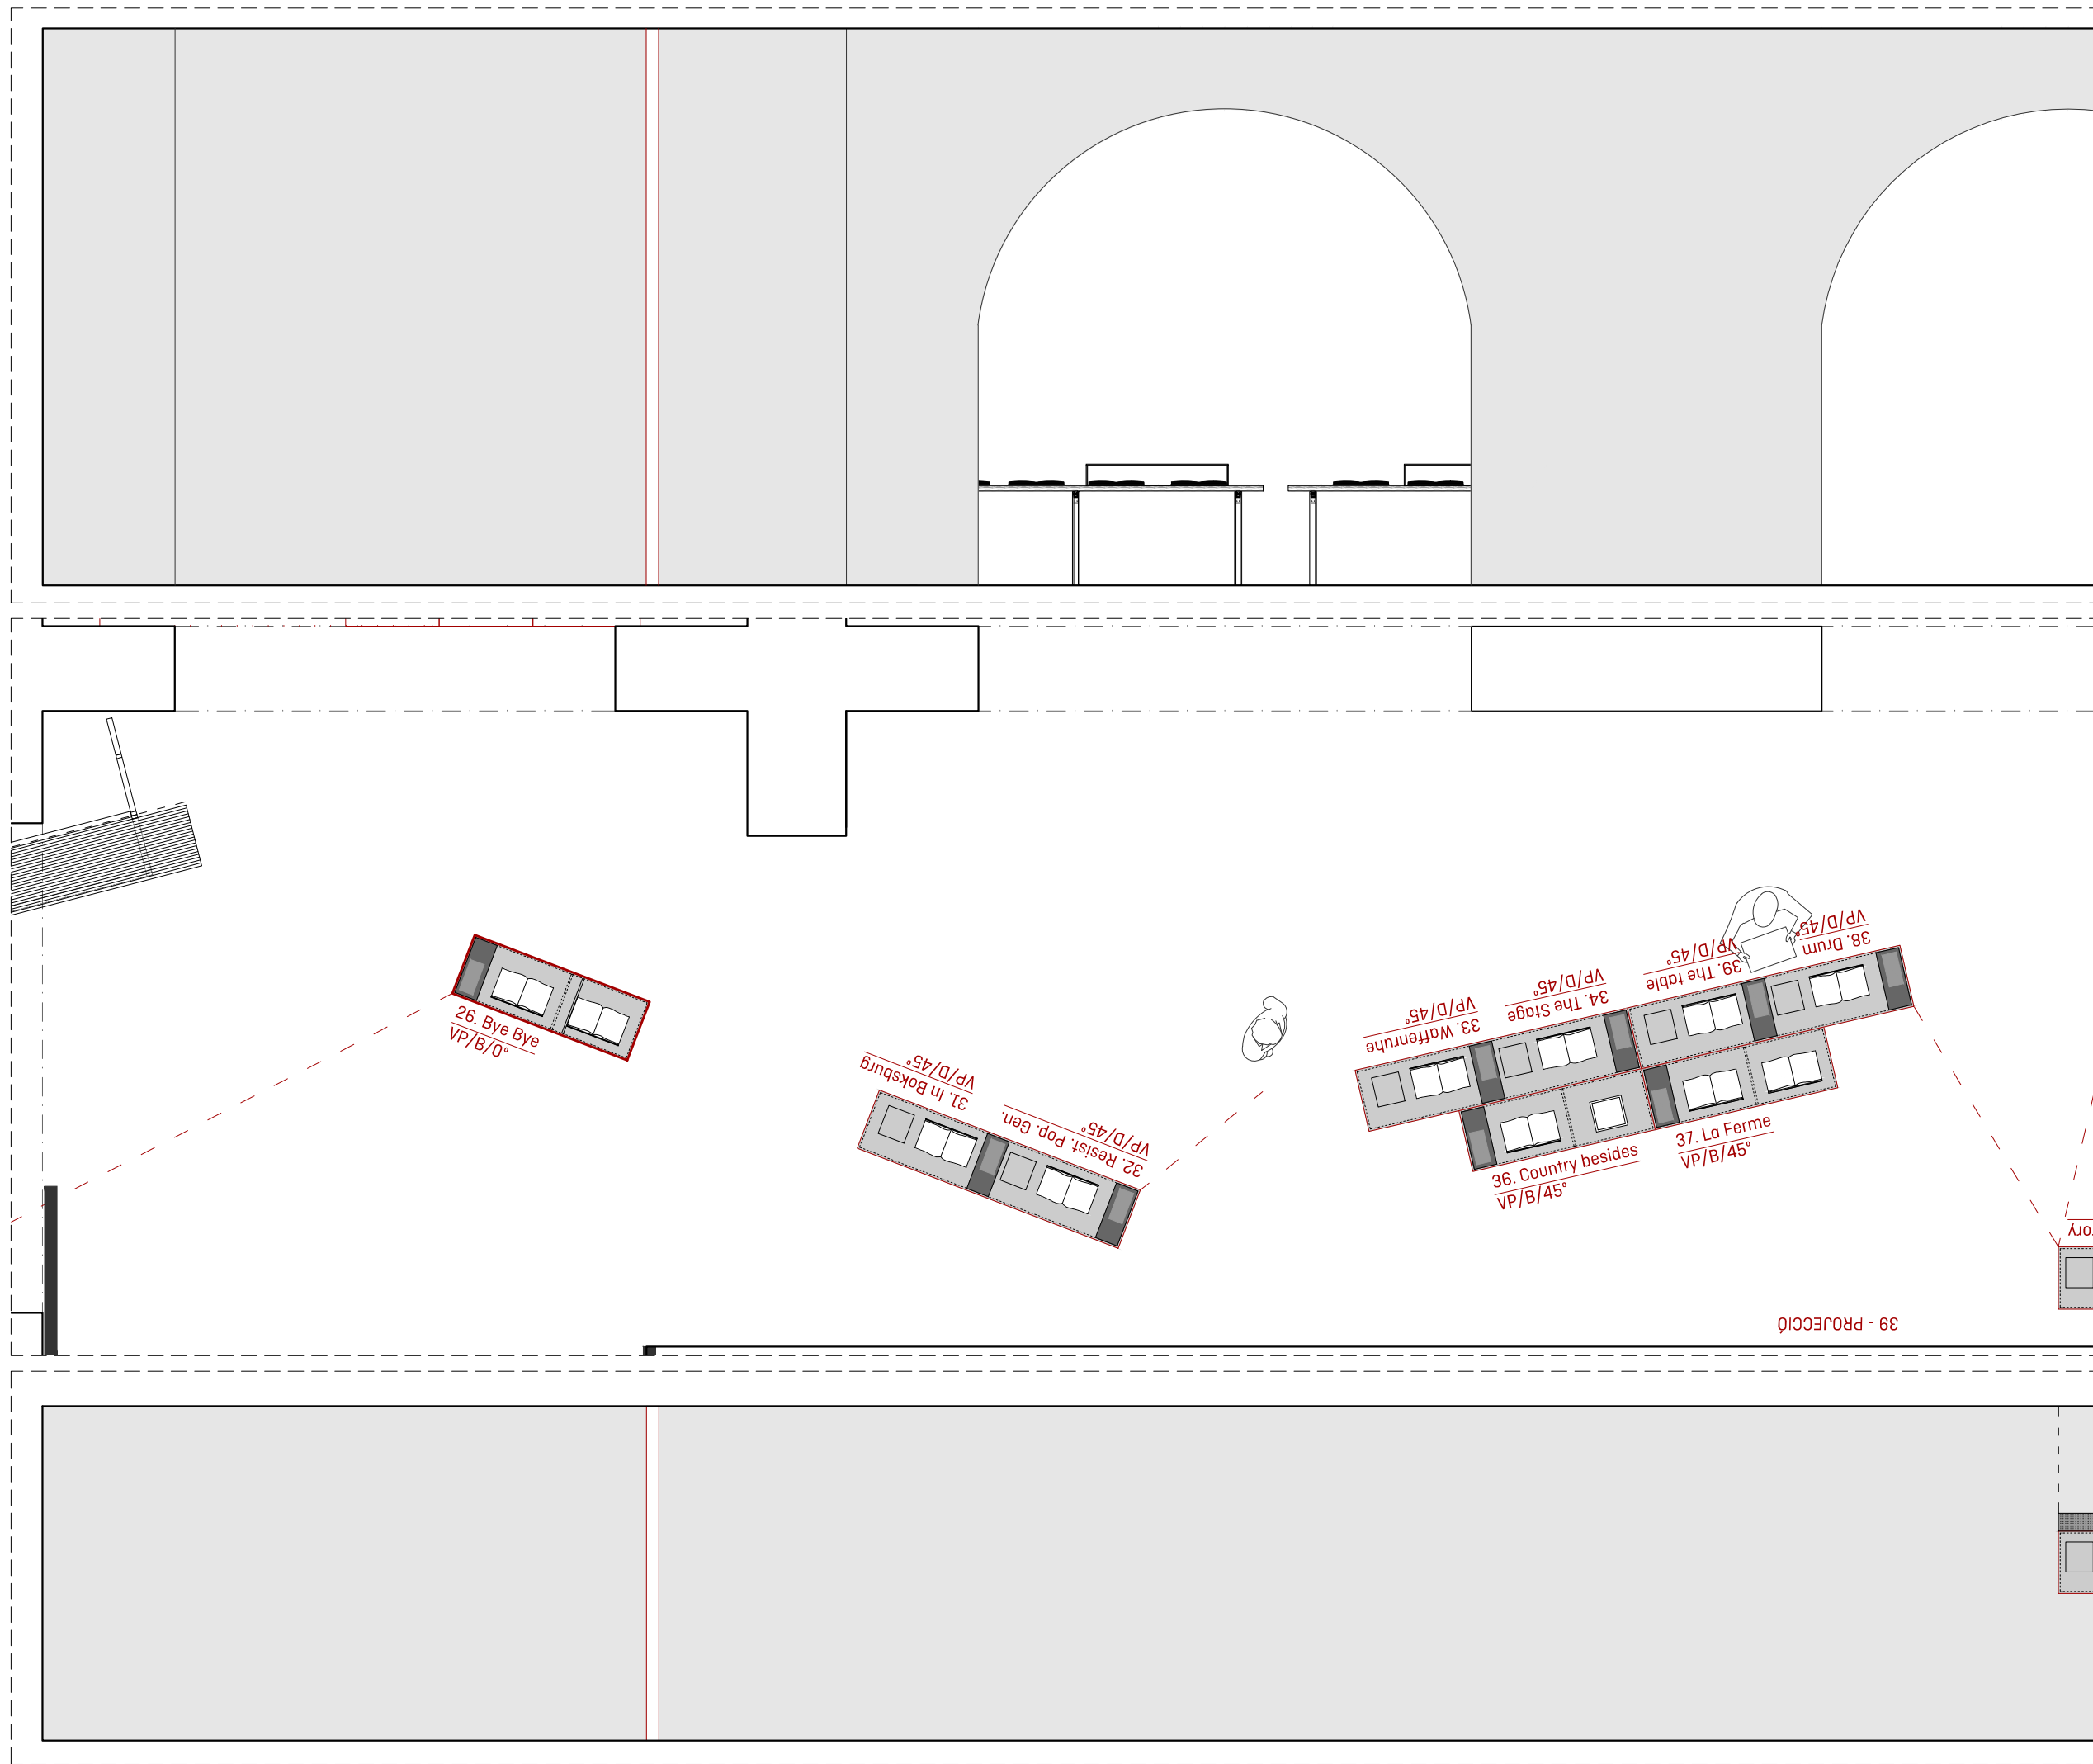 26. Bye Bye
VP/B/0°
31. In Boksburg
VP/D/45°
32. Resist. Pop. Gen.
VP/D/45°
33. Waffenruhe
VP/D/45°
34. The Stage
VP/D/45°
39. The table
VP/D/45°
38. Drum
VP/D/45°
36. Country besides
VP/B/45°
37. La Ferme
VP/B/45°
39 - PROJECCIÓ